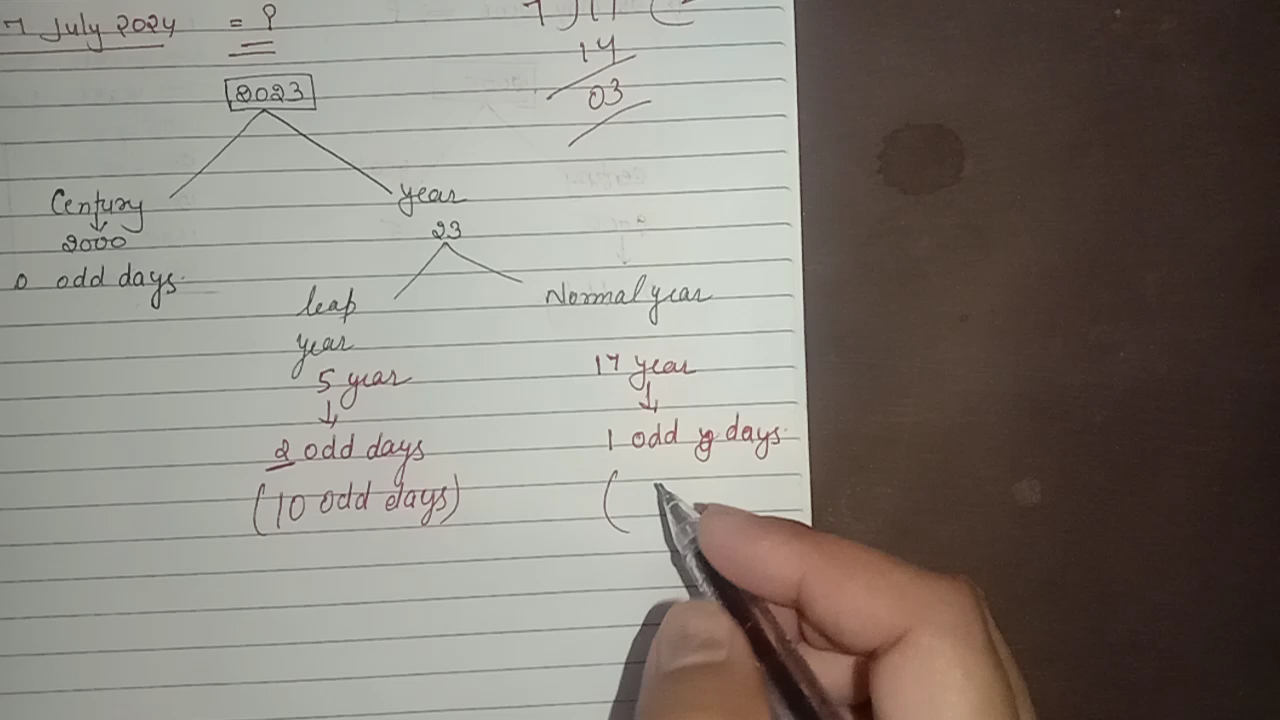 7 July 2024 = ?
14
03
2023
Century year
2000 23
0 odd days.
leap Normal year
year
5 year 17 year
2 odd days 1 odd days.
(10 odd days) (